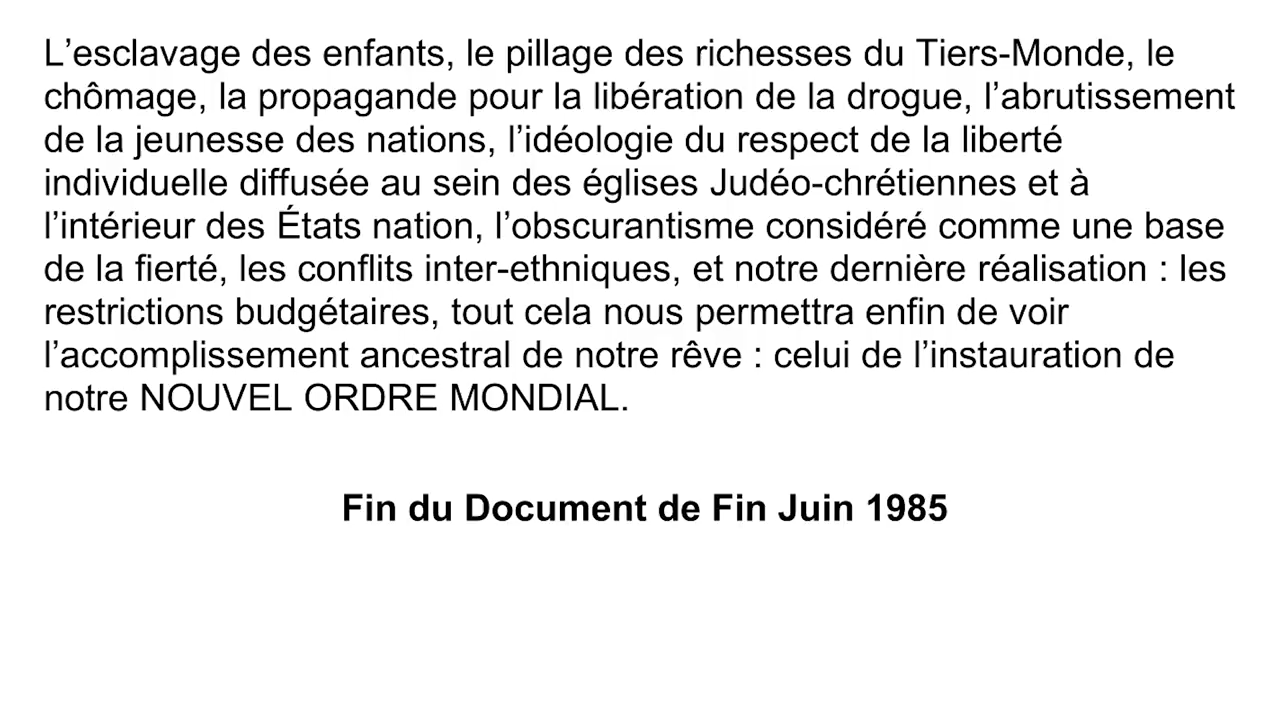 L’esclavage des enfants, le pillage des richesses du Tiers-Monde, le
chômage, la propagande pour la libération de la drogue, l’abrutissement
de la jeunesse des nations, l’idéologie du respect de la liberté
individuelle diffusée au sein des églises Judéo-chrétiennes et à
l’intérieur des États nation, l’obscurantisme considéré comme une base
de la fierté, les conflits inter-ethniques, et notre dernière réalisation : les
restrictions budgétaires, tout cela nous permettra enfin de voir
l’accomplissement ancestral de notre rêve : celui de l’instauration de
notre NOUVEL ORDRE MONDIAL.
Fin du Document de Fin Juin 1985